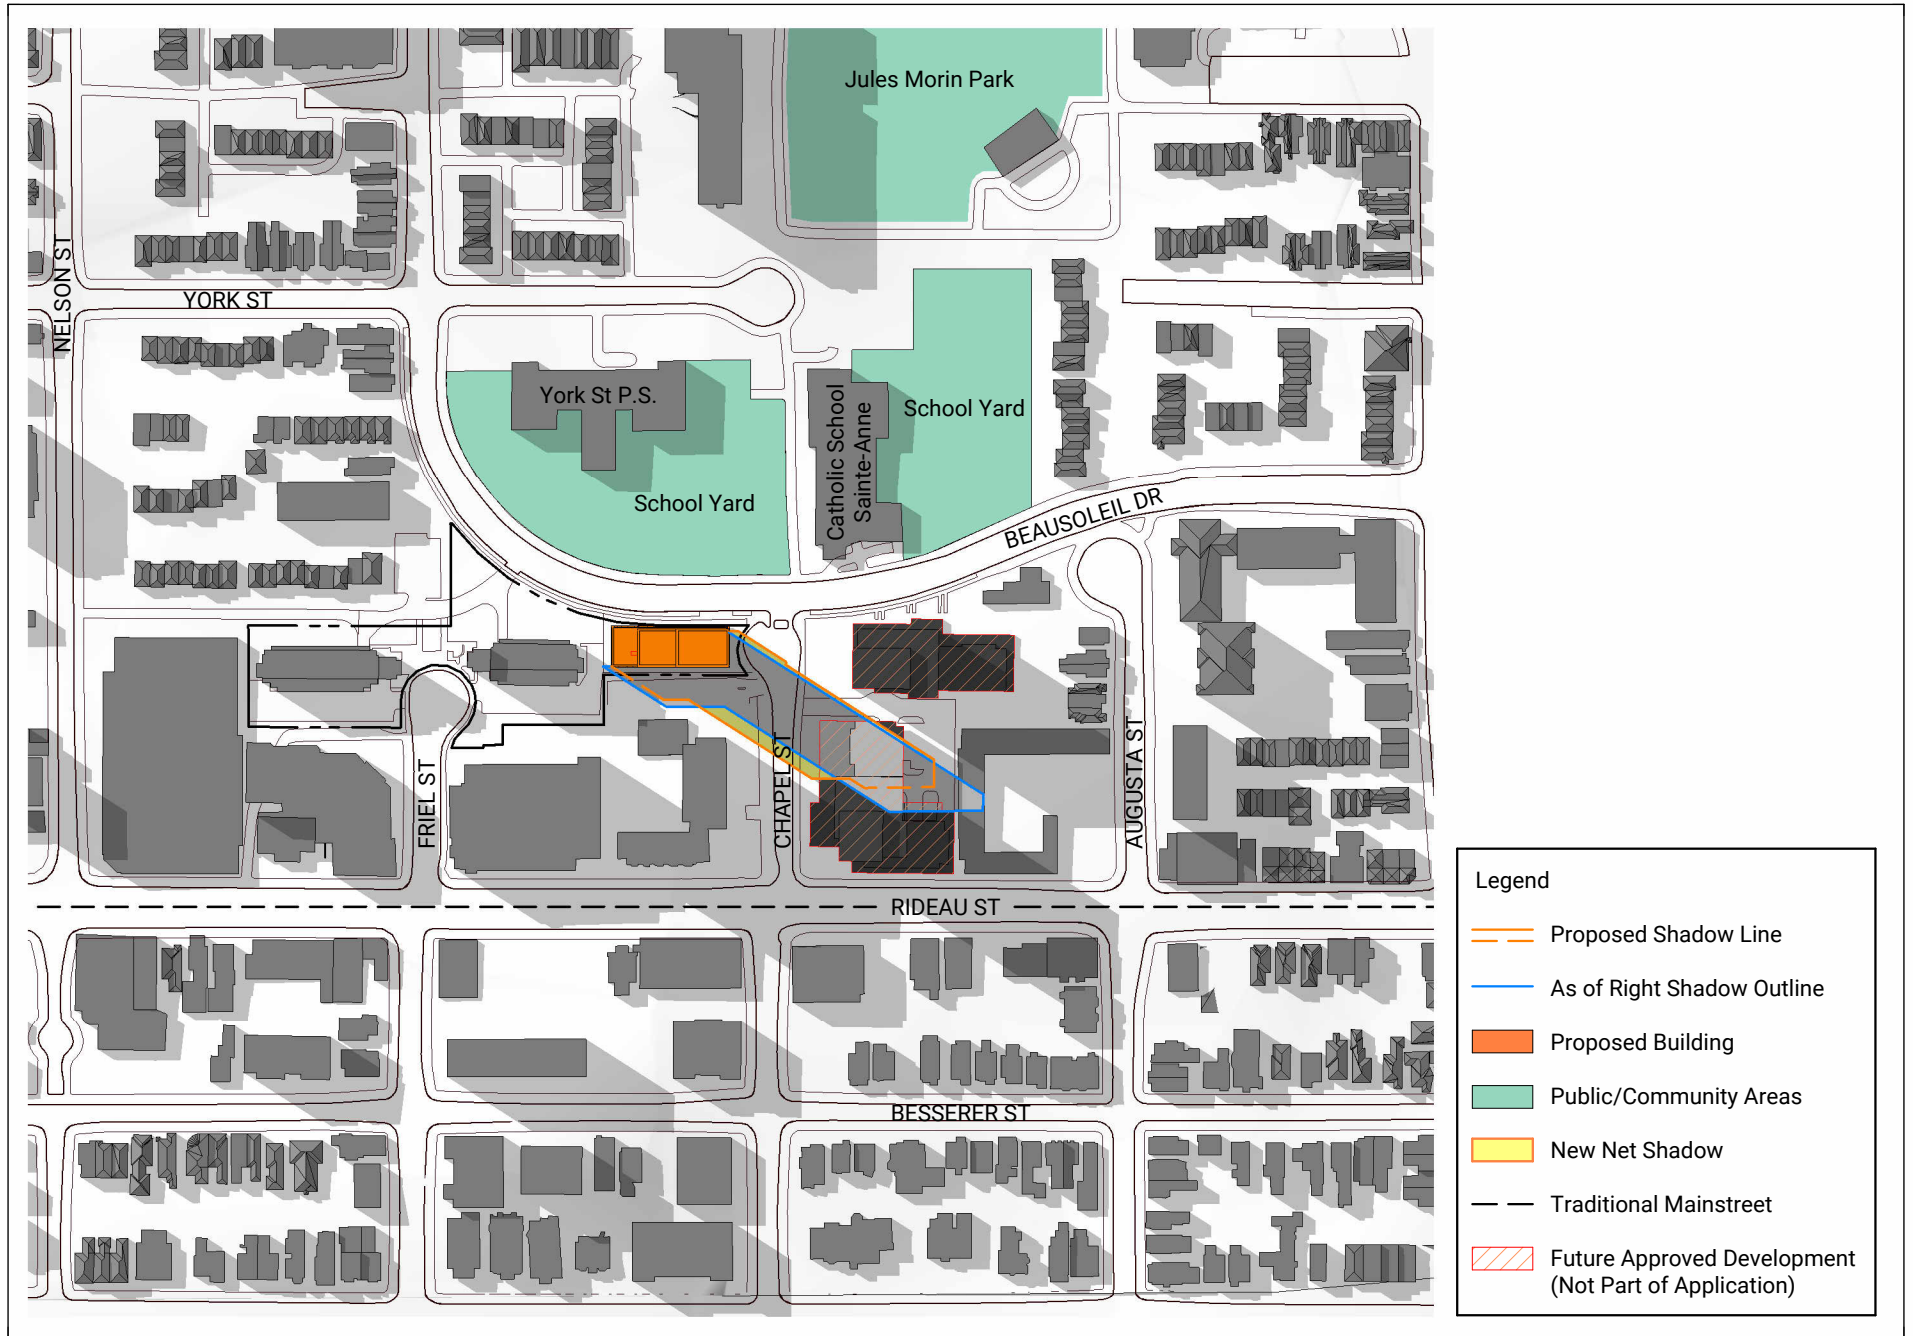 Jules Morin Park
NELSON ST
YORK ST
York St P.S.
School Yard
Catholic School
Sainte-Anne
School Yard
BEAUSOLEIL DR
FRIEL ST
CHAPEL ST
AUGUSTA ST
RIDEAU ST
BESSERER ST
Legend
Proposed Shadow Line
As of Right Shadow Outline
Proposed Building
Public/Community Areas
New Net Shadow
Traditional Mainstreet
Future Approved Development
(Not Part of Application)